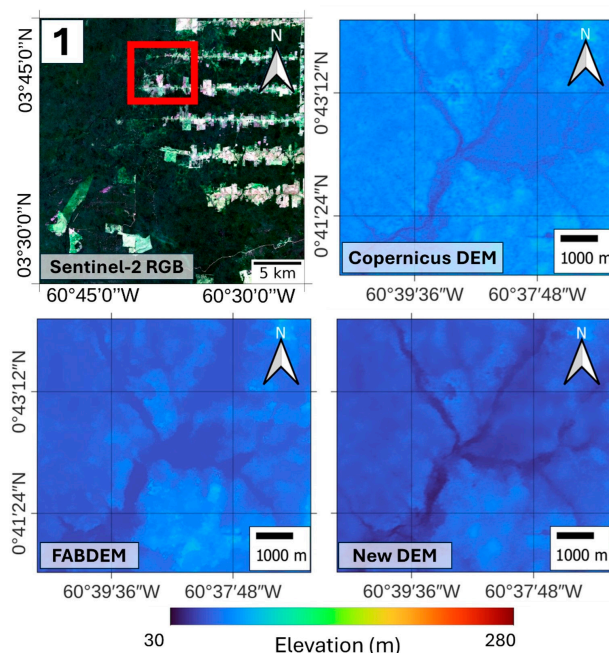 1
N
03°45′0″N
03°30′0″N
Sentinel-2 RGB
5 km
60°45′0″W
60°30′0″W
N
0°43′12″N
0°41′24″N
Copernicus DEM
1000 m
60°39′36″W
60°37′48″W
N
0°43′12″N
0°41′24″N
FABDEM
1000 m
60°39′36″W
60°37′48″W
N
New DEM
1000 m
60°39′36″W
60°37′48″W
30
Elevation (m)
280